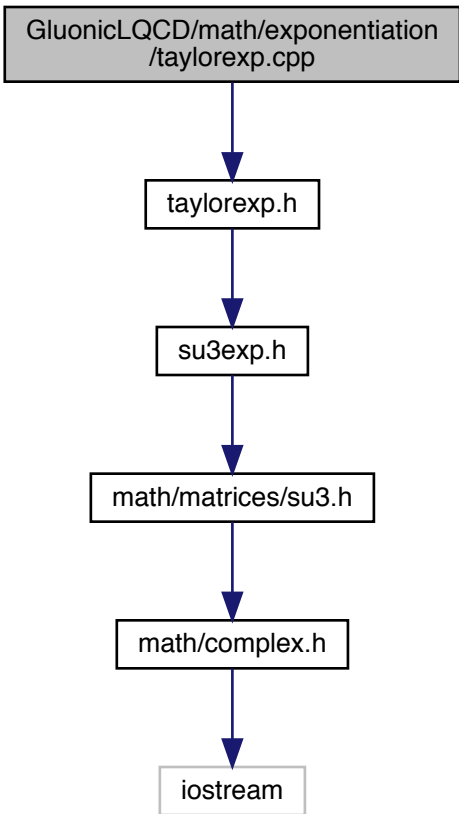 GluonicLQCD/math/exponentiation
/taylorexp.cpp
taylorexp.h
su3exp.h
math/matrices/su3.h
math/complex.h
iostream